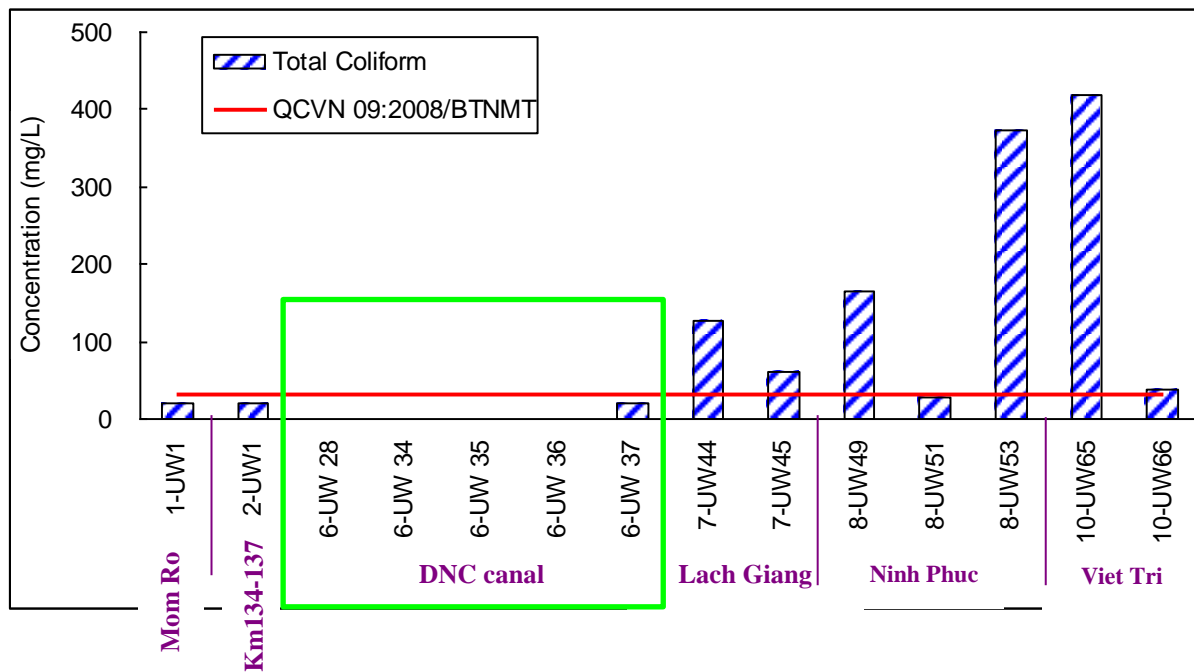 500
400
300
200
100
0
Concentration (mg/L)
Total Coliform
QCVN 09:2008/BTNMT
1-UW1
2-UW1
6-UW 28
6-UW 34
6-UW 35
6-UW 36
6-UW 37
7-UW44
7-UW45
8-UW49
8-UW51
8-UW53
10-UW65
10-UW66
Mom Ro
Km134-137
DNC canal
Lach Giang
Ninh Phuc
Viet Tri